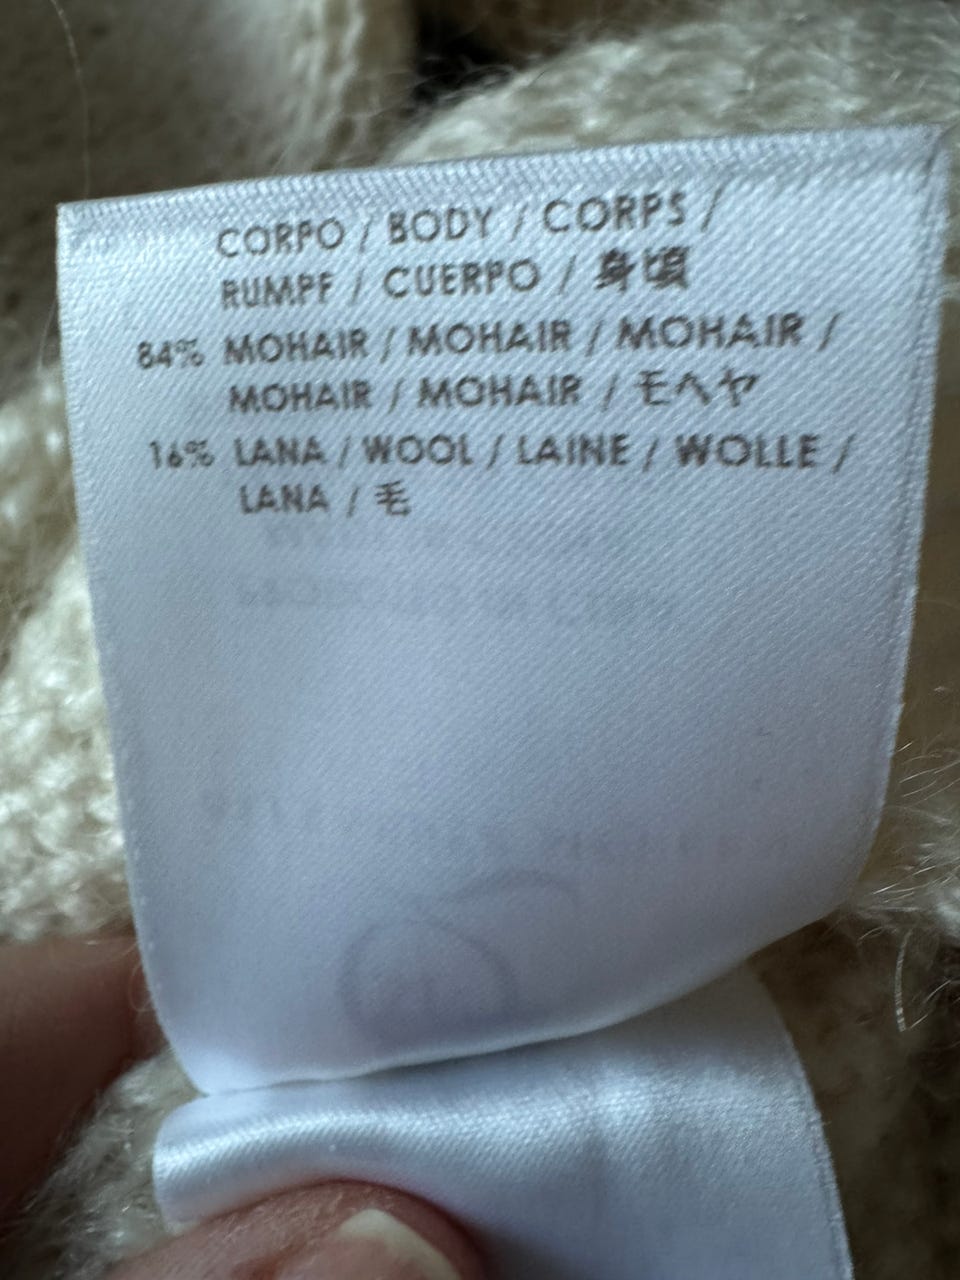 CORPO / BODY / CORPS /
RUMPF / CUERPO / 身頃
84% MOHAIR / MOHAIR / MOHAIR /
MOHAIR / MOHAIR / モヘヤ
16% LANA / WOOL / LAINE / WOLLE /
LANA / 毛